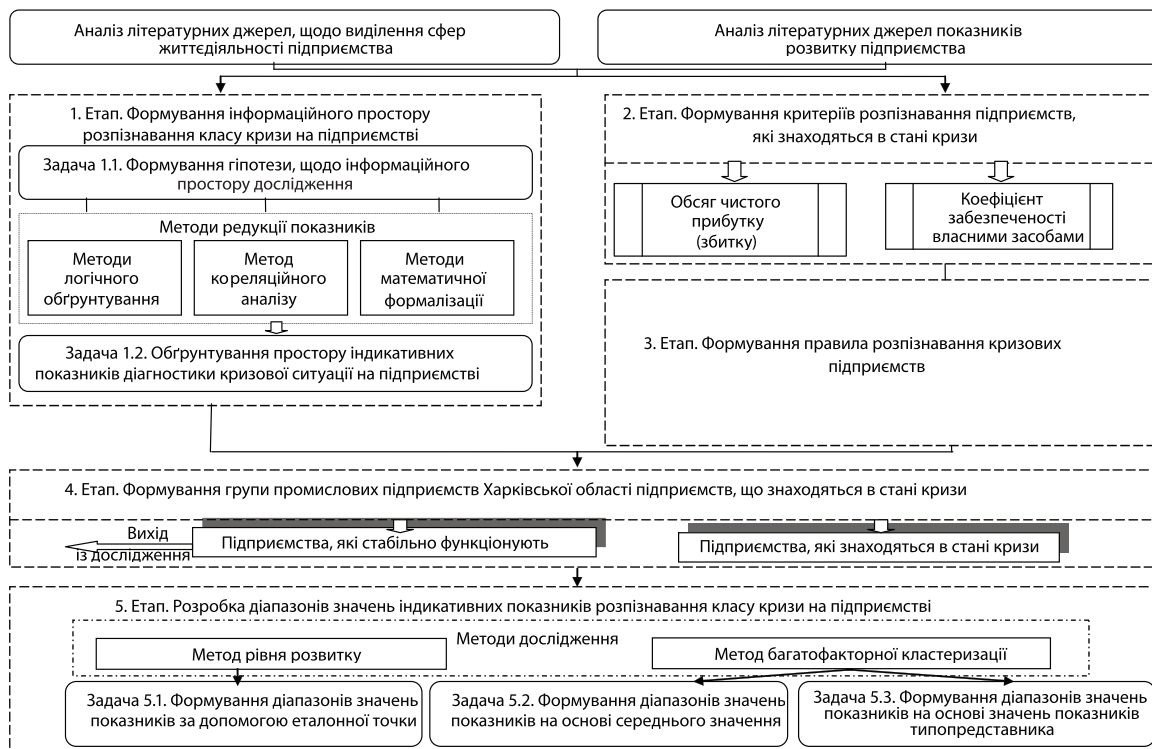 Аналіз літературних джерел, щодо виділення сфер
життєдіяльності підприємства
Аналіз літературних джерел показників
розвитку підприємства
1. Етап. Формування інформаційного простору
розпізнавання класу кризи на підприємстві
Задача 1.1. Формування гіпотези, щодо інформаційного
простору дослідження
Методи редукції показників
Методи
логічного
обґрунтування
Метод
кореляційного
аналізу
Методи
математичної
формалізації
Задача 1.2. Обґрунтування простору індикативних
показників діагностики кризової ситуації на підприємстві
2. Етап. Формування критеріїв розпізнавання підприємств,
які знаходяться в стані кризи
Обсяг чистого
прибутку
(збитку)
Коефіцієнт
забезпеченості
власними засобами
3. Етап. Формування правила розпізнавання кризових
підприємств
4. Етап. Формування групи промислових підприємств Харківської області підприємств, що знаходяться в стані кризи
Вихід
із дослідження
Підприємства, які стабільно функціонують
Підприємства, які знаходяться в стані кризи
5. Етап. Розробка діапазонів значень індикативних показників розпізнавання класу кризи на підприємстві
Методи дослідження
Метод рівня розвитку
Метод багатофакторної кластеризації
Задача 5.1. Формування діапазонів значень
показників за допомогою еталонної точки
Задача 5.2. Формування діапазонів значень
показників на основі середнього значення
Задача 5.3. Формування діапазонів значень
показників на основі значень показників
типопредставника